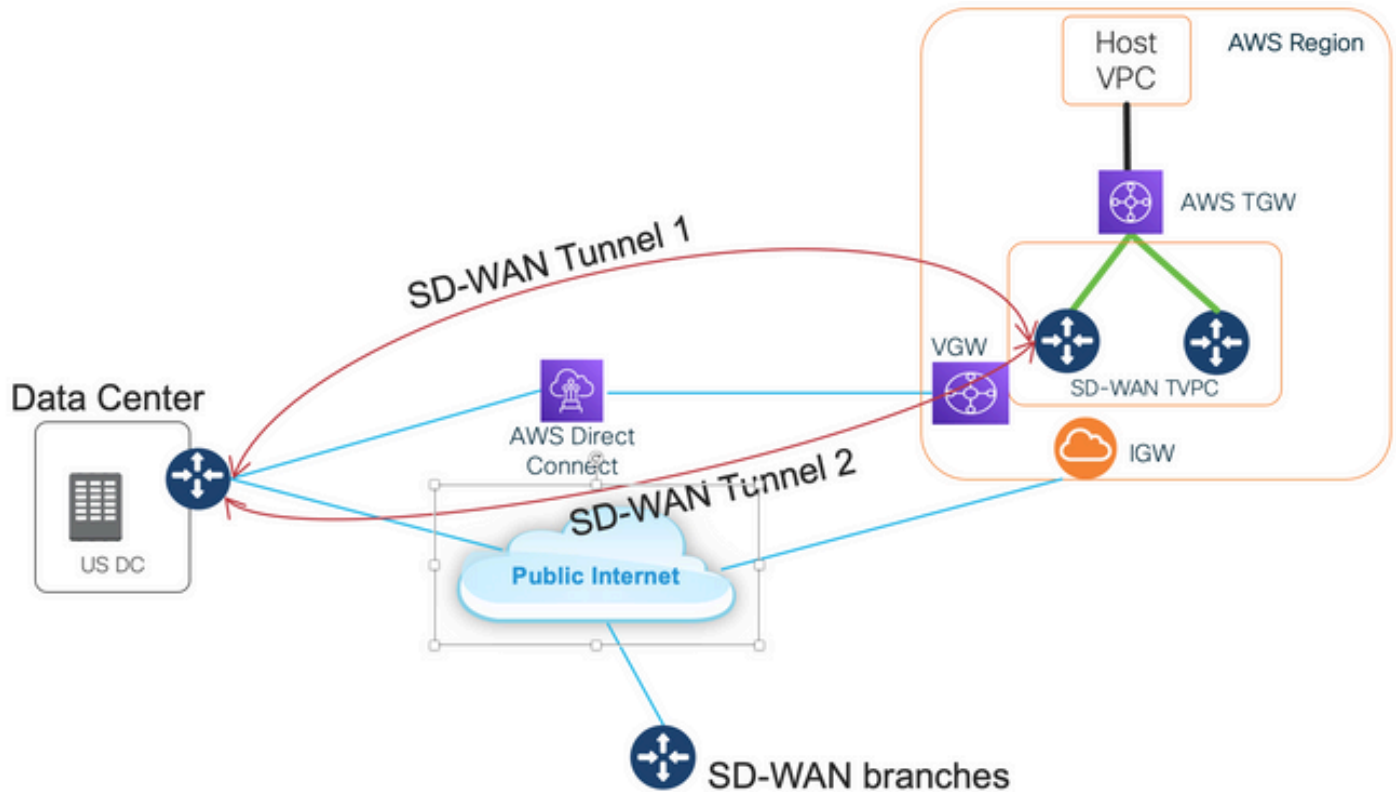 Host
VPC
AWS Region
AWS TGW
SD-WAN Tunnel 1
VGW
SD-WAN TVPC
Data Center
AWS Direct
Connect
IGW
SD-WAN Tunnel 2
US DC
Public Internet
SD-WAN branches